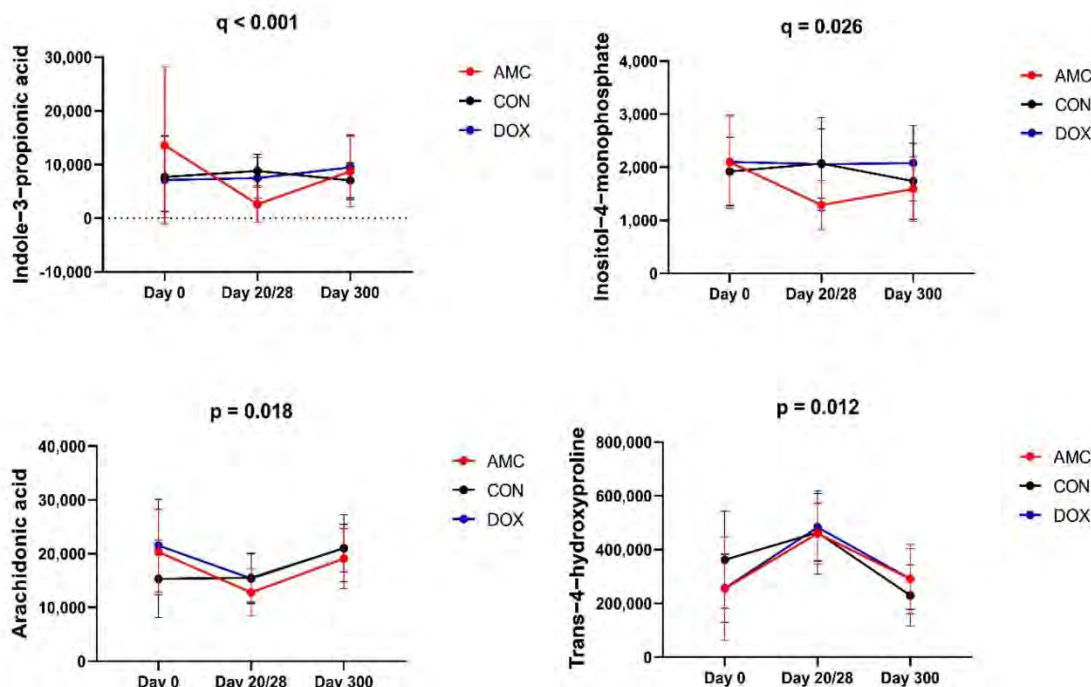 q < 0.001
Indole-3-propionic acid
30,000
20,000
10,000
0
-10,000
Day 0 Day 20/28 Day 300
AMC
CON
DOX
q = 0.026
Inositol-4-monophosphate
4,000
3,000
2,000
1,000
0
Day 0 Day 20/28 Day 300
AMC
CON
DOX
p = 0.018
Arachidonic acid
40,000
30,000
20,000
10,000
0
Day 0 Day 20/28 Day 300
AMC
CON
DOX
p = 0.012
Trans-4-hydroxyproline
800,000
600,000
400,000
200,000
0
Day 0 Day 20/28 Day 300
AMC
CON
DOX